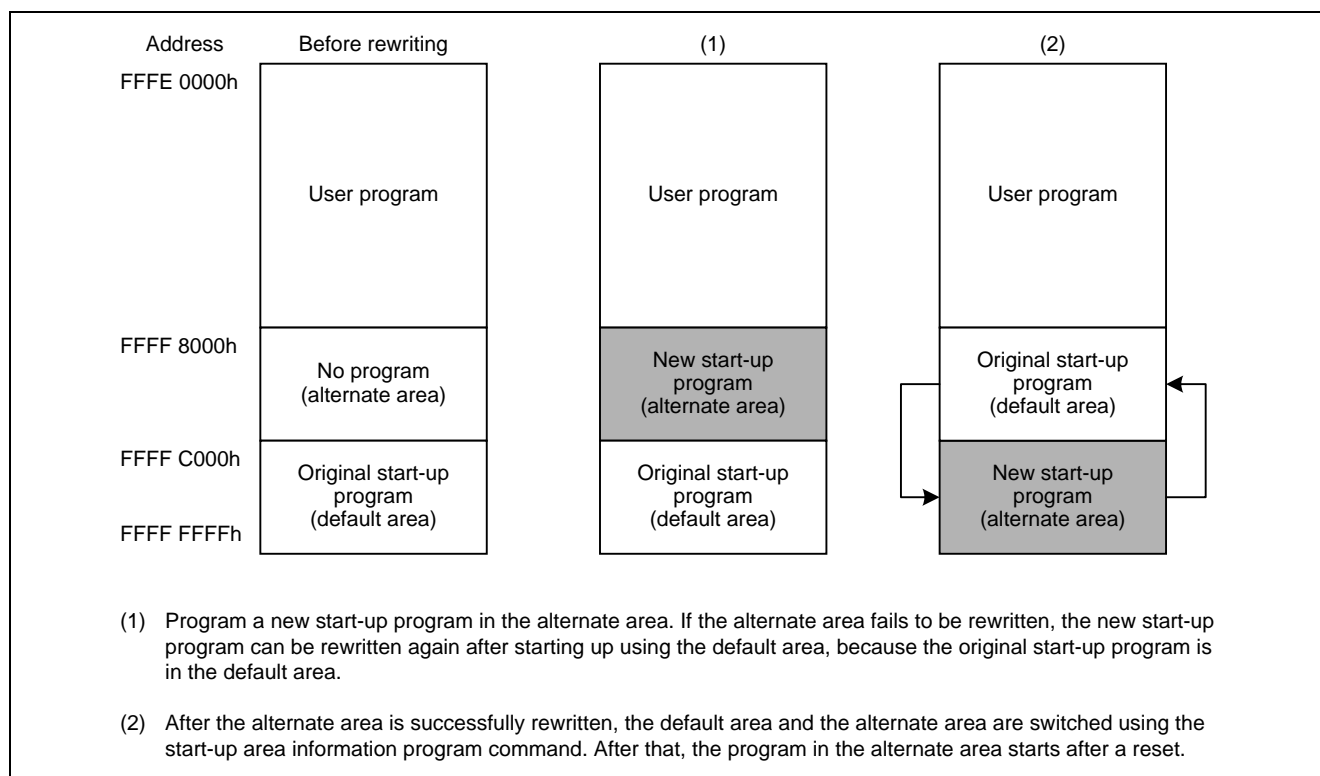 Address Before rewriting (1) (2)
FFFE 0000h
User program User program User program
FFFF 8000h
No program
(alternate area)
New start-up
program
(alternate area)
Original start-up
program
(default area)
FFFF C000h
Original start-up
program
(default area)
Original start-up
program
(default area)
New start-up
program
(alternate area)
FFFF FFFFh
(1) Program a new start-up program in the alternate area. If the alternate area fails to be rewritten, the new start-up
program can be rewritten again after starting up using the default area, because the original start-up program is
in the default area.
(2) After the alternate area is successfully rewritten, the default area and the alternate area are switched using the
start-up area information program command. After that, the program in the alternate area starts after a reset.